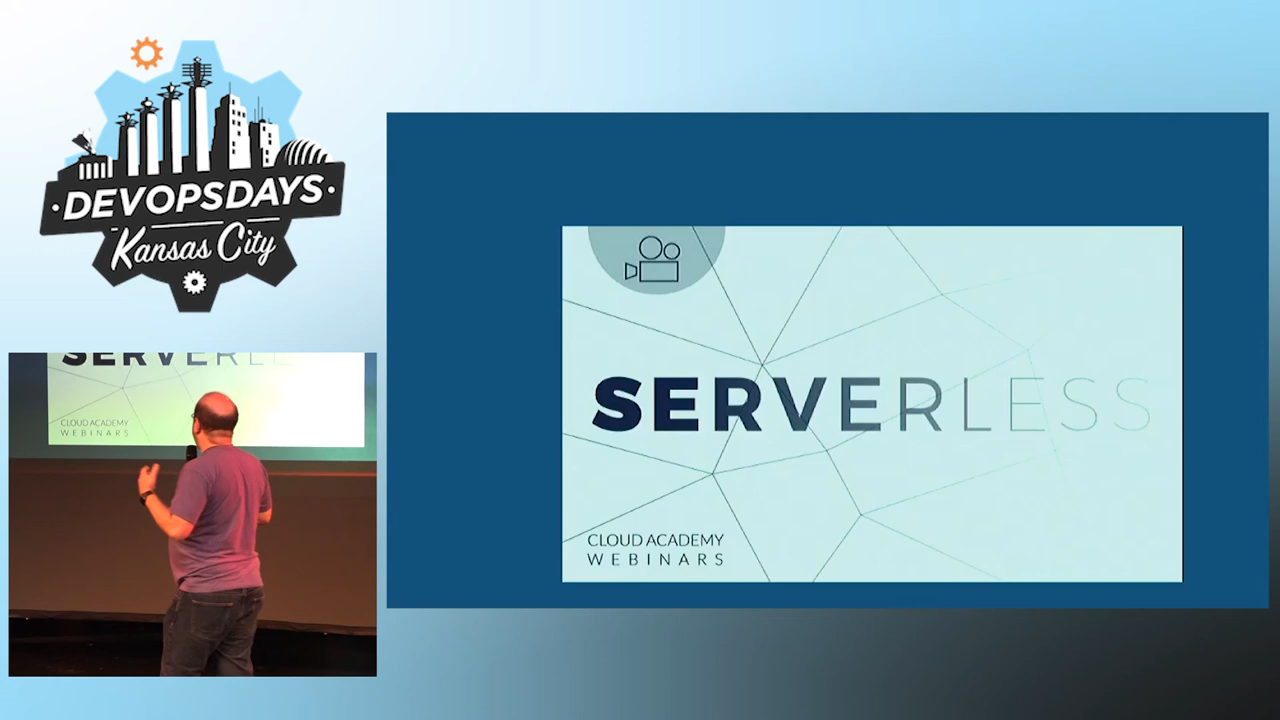 DEVOPSDAYS
Kansas City
SERVERLESS
CLOUD ACADEMY
WEBINARS
SERVERLE
CLOUD ACADEMY
WEBINARS